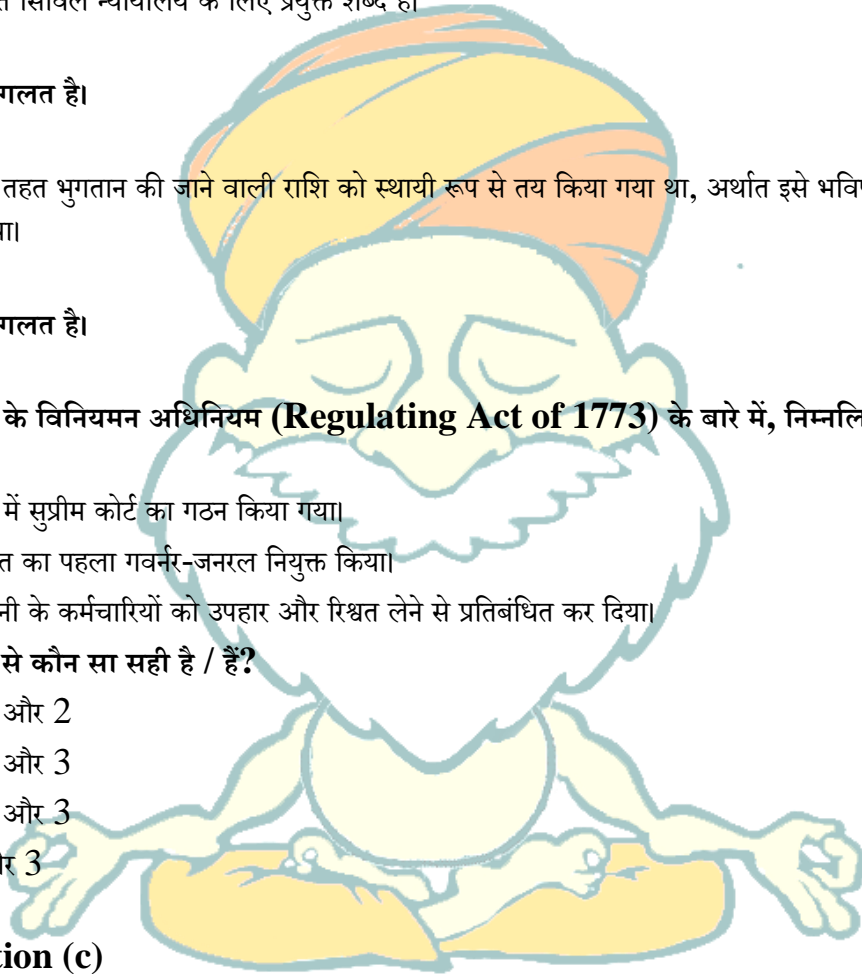 त सिविल न्यायालय के लिए प्रयुक्त शब्द है।
गलत है।
तहत भुगतान की जाने वाली राशि को स्थायी रूप से तय किया गया था, अर्थात इसे भवि
ा।
गलत है।
के विनियमन अधिनियम (Regulating Act of 1773) के बारे में, निम्नलि
में सुप्रीम कोर्ट का गठन किया गया।
त का पहला गवर्नर-जनरल नियुक्त किया।
नी के कर्मचारियों को उपहार और रिश्वत लेने से प्रतिबंधित कर दिया।
से कौन सा सही है / हैं?
और 2
और 3
और 3
र 3
tion (c)